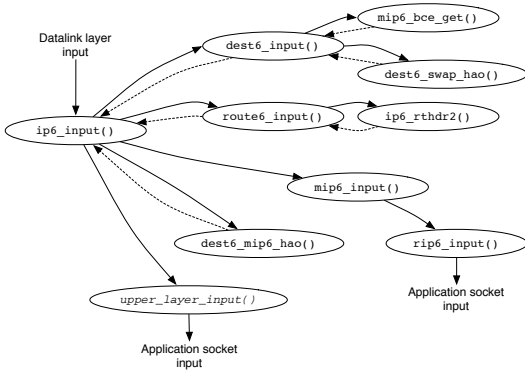 Datalink layer
input
mip6_bce_get()
dest6_input()
dest6_swap_hao()
ip6_input()
route6_input()
ip6_rthdr2()
mip6_input()
dest6_mip6_hao()
rip6_input()
upper_layer_input()
Application socket
input
Application socket
input